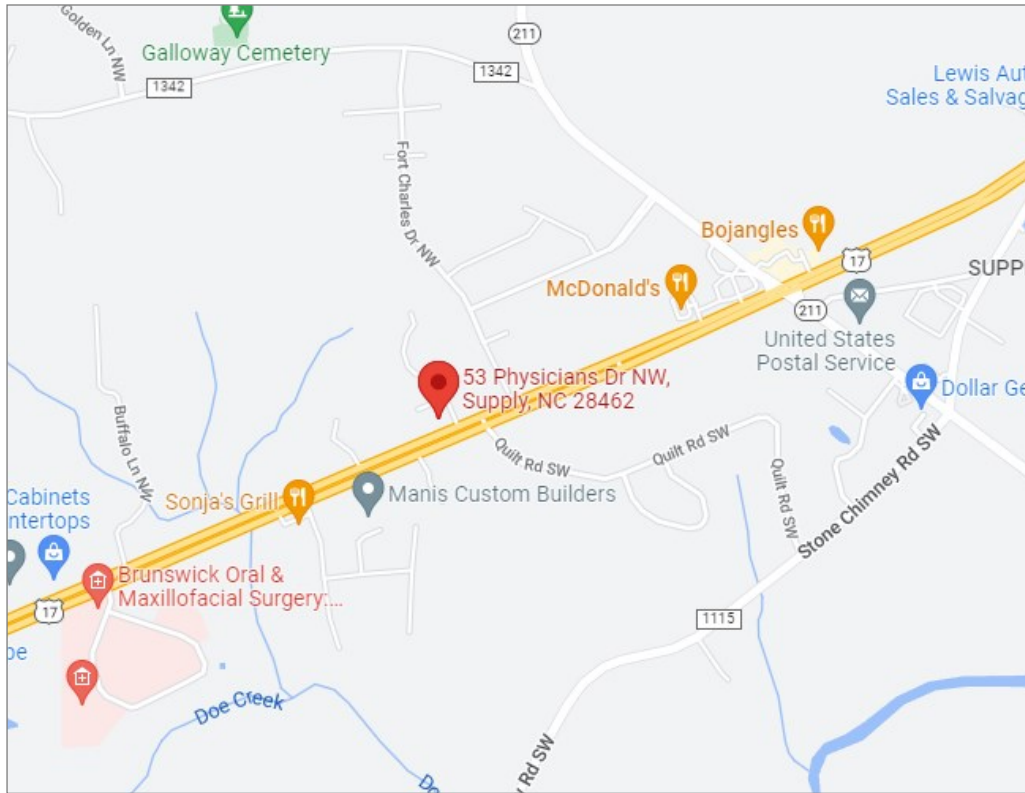 Golden Ln NW
Galloway Cemetery
211
1342
1342
Lewis Aut
Sales & Salvag
Fort Charles Dr NW
Bojangles
17
SUPP
McDonald's
211
United States
Postal Service
53 Physicians Dr NW,
Supply, NC 28462
Dollar Ge
Buffalo Ln NW
Quilt Rd SW
Quilt Rd SW
Quilt Rd SW
Stone Chimney Rd SW
Cabinets
ntertops
Sonja's Grill
Manis Custom Builders
Brunswick Oral &
Maxillofacial Surgery:...
17
1115
Doe Creek
y Rd SW